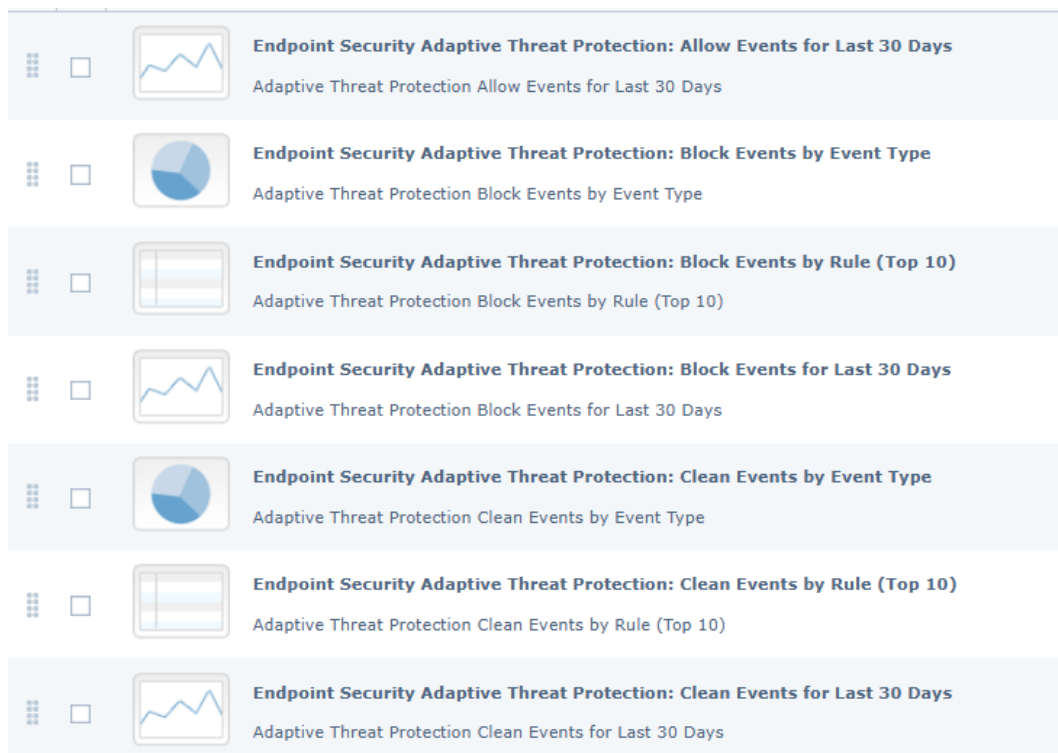 Endpoint Security Adaptive Threat Protection: Allow Events for Last 30 Days
Adaptive Threat Protection Allow Events for Last 30 Days
Endpoint Security Adaptive Threat Protection: Block Events by Event Type
Adaptive Threat Protection Block Events by Event Type
Endpoint Security Adaptive Threat Protection: Block Events by Rule (Top 10)
Adaptive Threat Protection Block Events by Rule (Top 10)
Endpoint Security Adaptive Threat Protection: Block Events for Last 30 Days
Adaptive Threat Protection Block Events for Last 30 Days
Endpoint Security Adaptive Threat Protection: Clean Events by Event Type
Adaptive Threat Protection Clean Events by Event Type
Endpoint Security Adaptive Threat Protection: Clean Events by Rule (Top 10)
Adaptive Threat Protection Clean Events by Rule (Top 10)
Endpoint Security Adaptive Threat Protection: Clean Events for Last 30 Days
Adaptive Threat Protection Clean Events for Last 30 Days